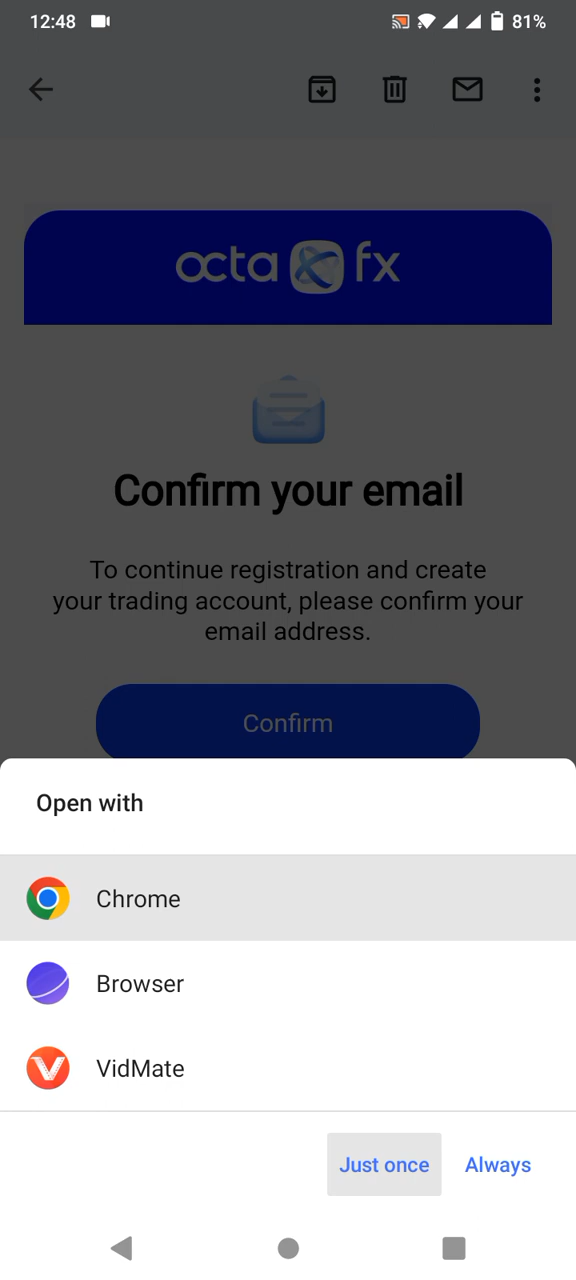 12:48
81%
octa fx
Confirm your email
To continue registration and create
your trading account, please confirm your
email address.
Confirm
Open with
Chrome
Browser
VidMate
Just once
Always